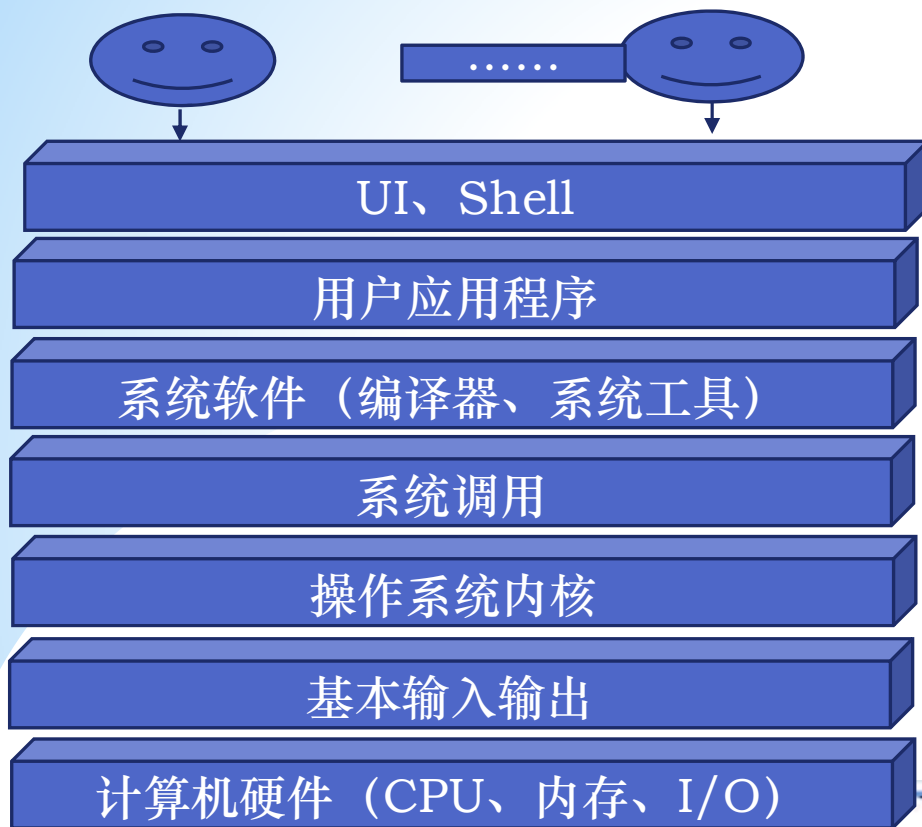 ......
UI、Shell
用户应用程序
系统软件（编译器、系统工具）
系统调用
操作系统内核
基本输入输出
计算机硬件（CPU、内存、I/O）